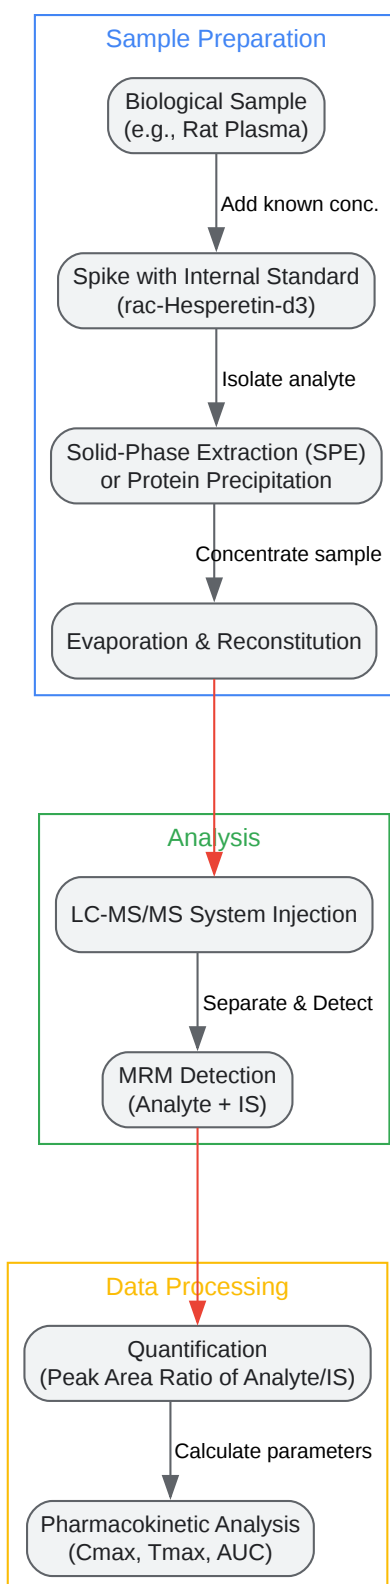 Sample Preparation
Biological Sample
(e.g., Rat Plasma)
Add known conc.
Spike with Internal Standard
(rac-Hesperetin-d3)
Isolate analyte
Solid-Phase Extraction (SPE)
or Protein Precipitation
Concentrate sample
Evaporation & Reconstitution
Analysis
LC-MS/MS System Injection
Separate & Detect
MRM Detection
(Analyte + IS)
Data Processing
Quantification
(Peak Area Ratio of Analyte/IS)
Calculate parameters
Pharmacokinetic Analysis
(Cmax, Tmax, AUC)